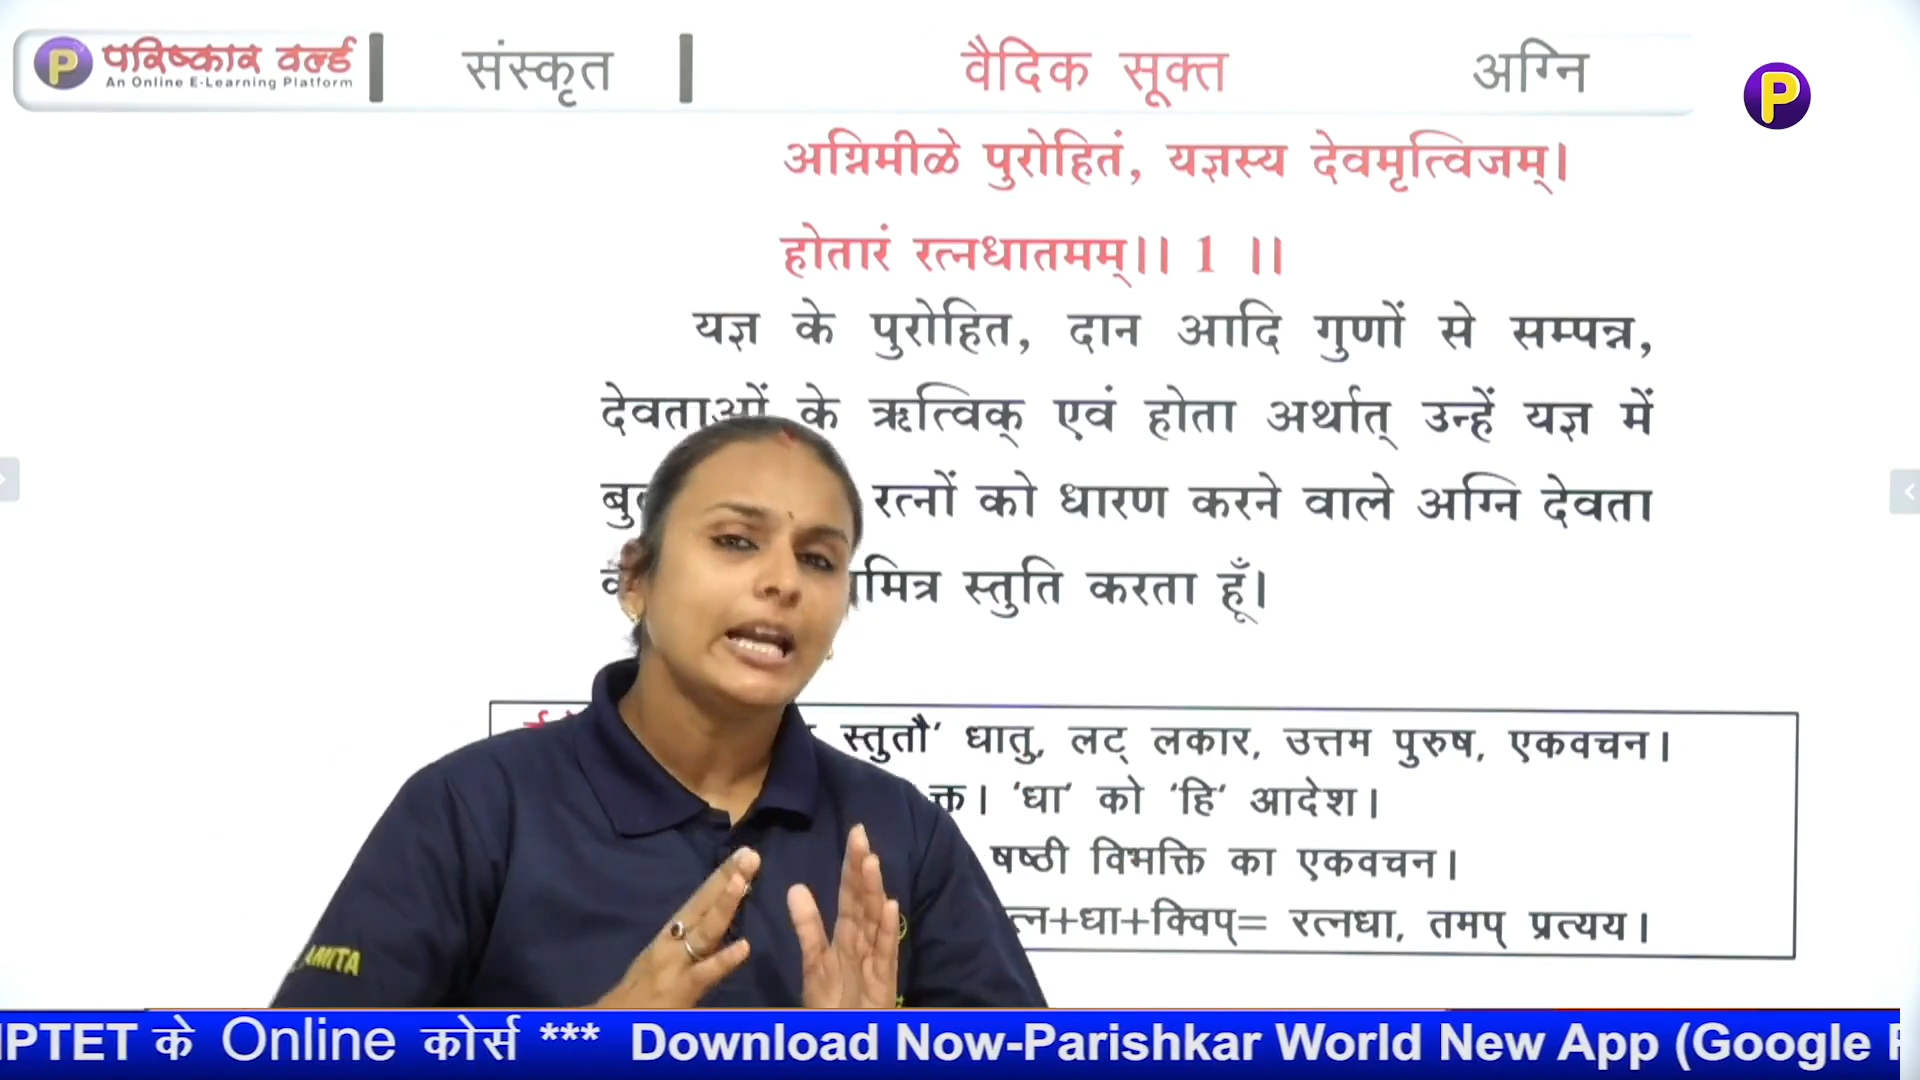 P परिष्कार वर्ल्ड
An Online E-Learning Platform
संस्कृत
वैदिक सूक्त
अग्नि
P
अग्निमीळे पुरोहितं, यज्ञस्य देवमृत्विजम्।
होतारं रत्नधातमम्।। 1 ।।
यज्ञ के पुरोहित, दान आदि गुणों से सम्पन्न,
देवताओं के ऋत्विक् एवं होता अर्थात् उन्हें यज्ञ में
रत्नों को धारण करने वाले अग्नि देवता
स्तुति करता हूँ।
स्तुतौ' धातु, लट् लकार, उत्तम पुरुष, एकवचन।
क्त। 'धा' को 'हि' आदेश।
षष्ठी विभक्ति का एकवचन।
त्न+धा+क्विप्= रत्नधा, तमप् प्रत्यय।
AMITA
PTET के Online कोर्स *** Download Now-Parishkar World New App (Google